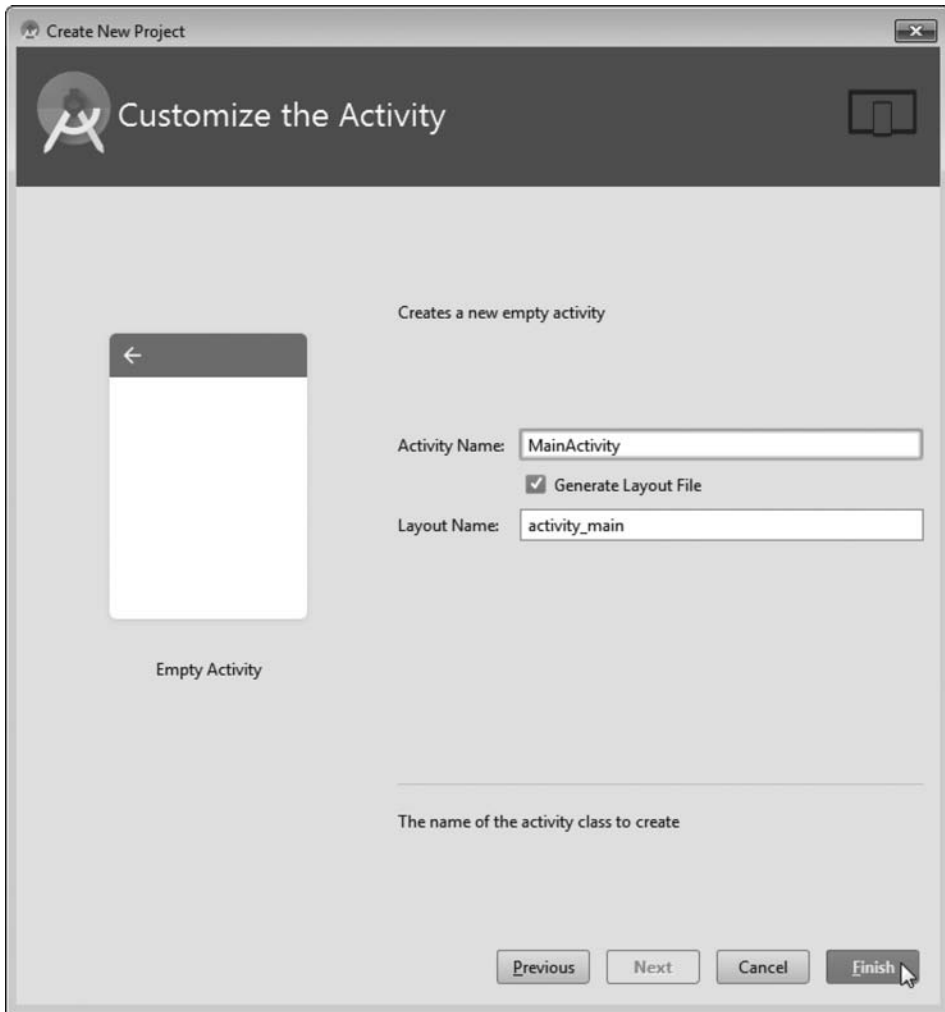 Create New Project
Customize the Activity
Creates a new empty activity
Activity Name: MainActivity
Generate Layout File
Layout Name: activity_main
Empty Activity
The name of the activity class to create
Previous Next Cancel Finish